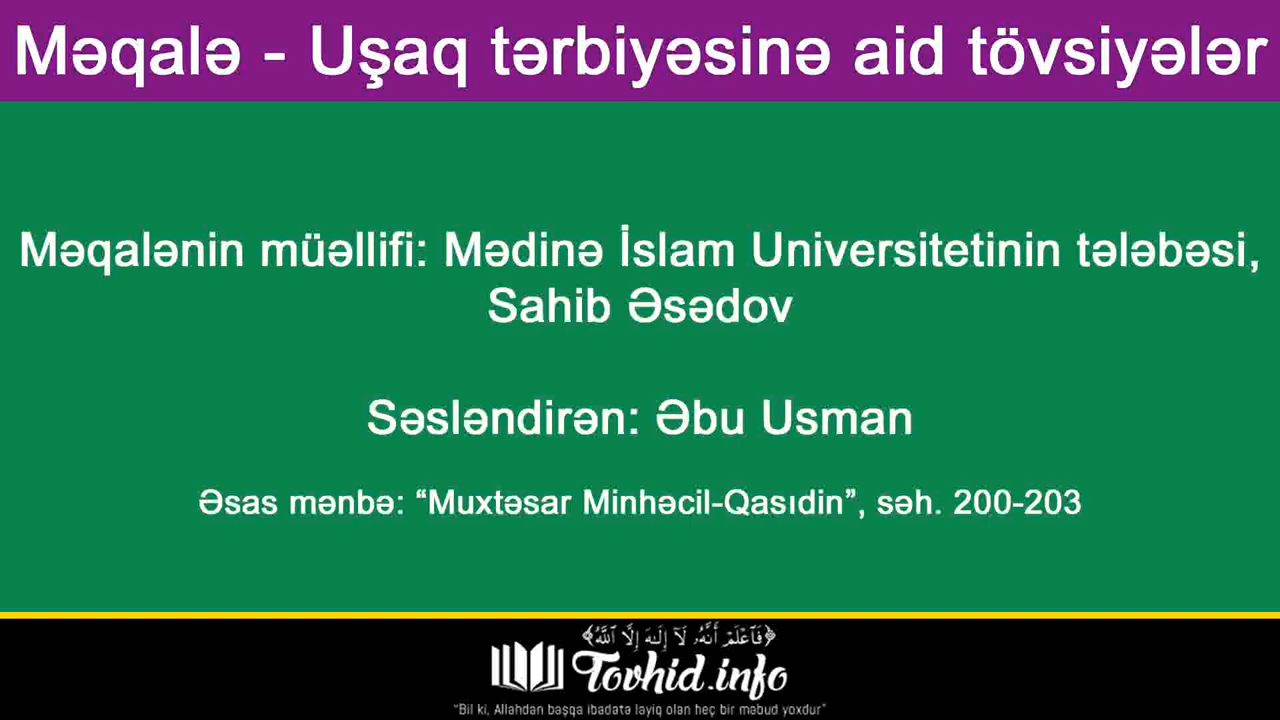 Məqalə - Uşaq tərbiyəsinə aid tövsiyələr
Məqalənin müəllifi: Mədinə İslam Universitetinin tələbəsi,
Sahib Əsədov
Səsləndirən: Əbu Usman
Əsas mənbə: “Muxtəsar Minhəcil-Qasıdin”, səh. 200-203
﴿فَٱعْلَمْ أَنَّهُۥ لَآ إِلَـٰهَ إِلَّا ٱللَّهُ﴾
Tovhid.info
“Bil ki, Allahdan başqa ibadətə layiq olan heç bir məbud yoxdur”